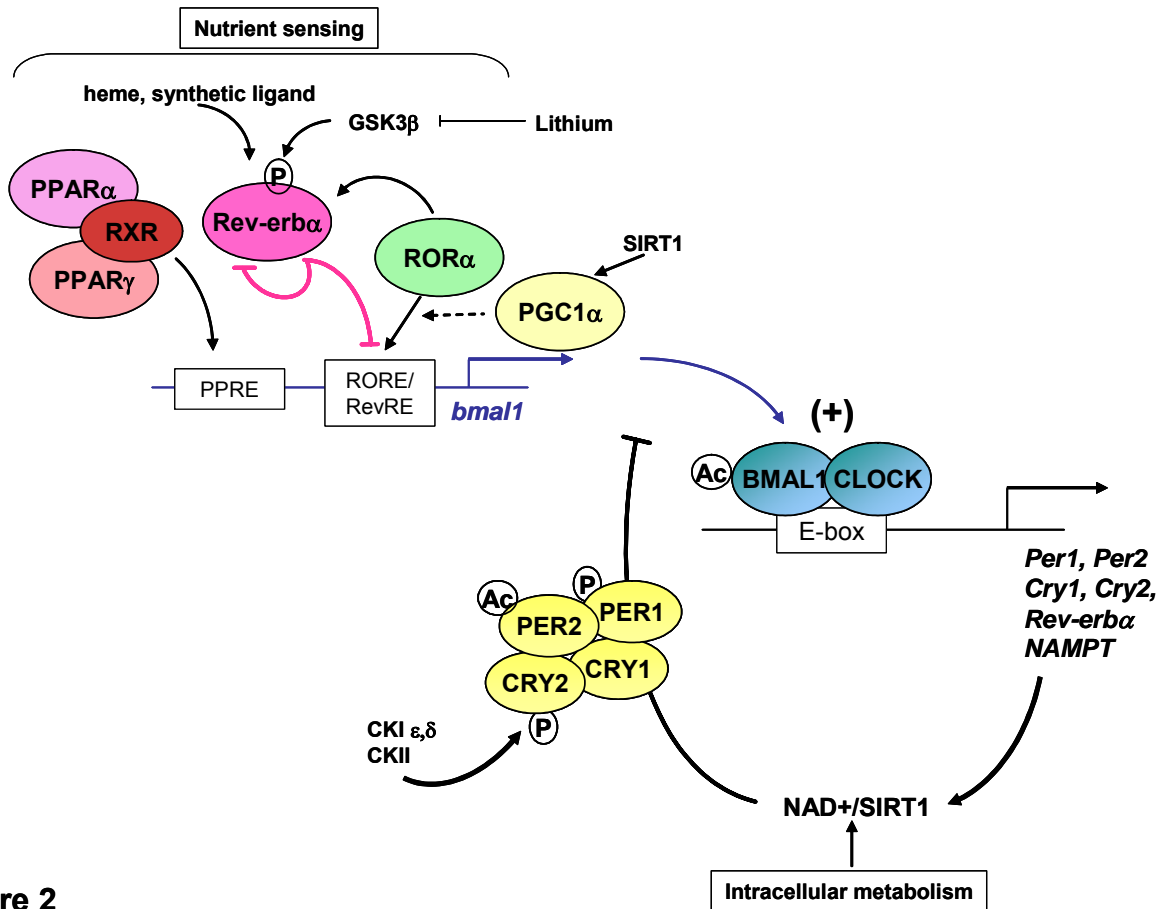 Nutrient sensing
heme, synthetic ligand
GSK3β
Lithium
P
PPARα
RXR
PPARγ
Rev-erbα
RORα
SIRT1
PGC1α
PPRE
RORE/
RevRE
bmal1
(+)
Ac
BMAL1
CLOCK
E-box
Per1, Per2
Cry1, Cry2,
Rev-erbα
NAMPT
Ac
P
PER2
PER1
CRY2
CRY1
P
CKI ε,δ
CKII
NAD+/SIRT1
Intracellular metabolism
re 2